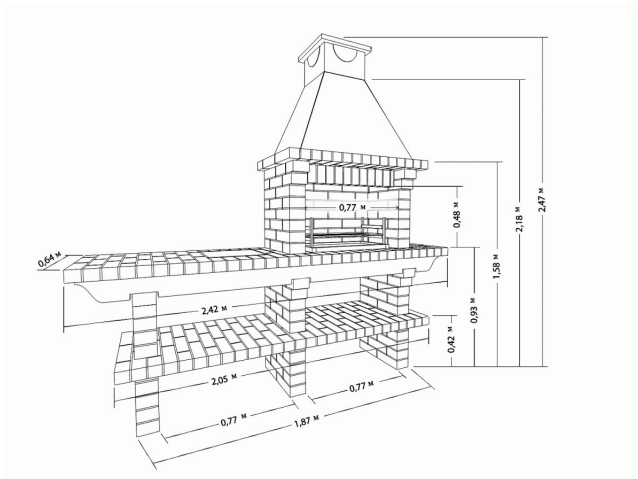 0,77 м
0,48 м
2,47 м
2,18 м
1,58 м
0,64 м
2,42 м
0,93 м
0,42 м
2,05 м
0,77 м
0,77 м
1,87 м